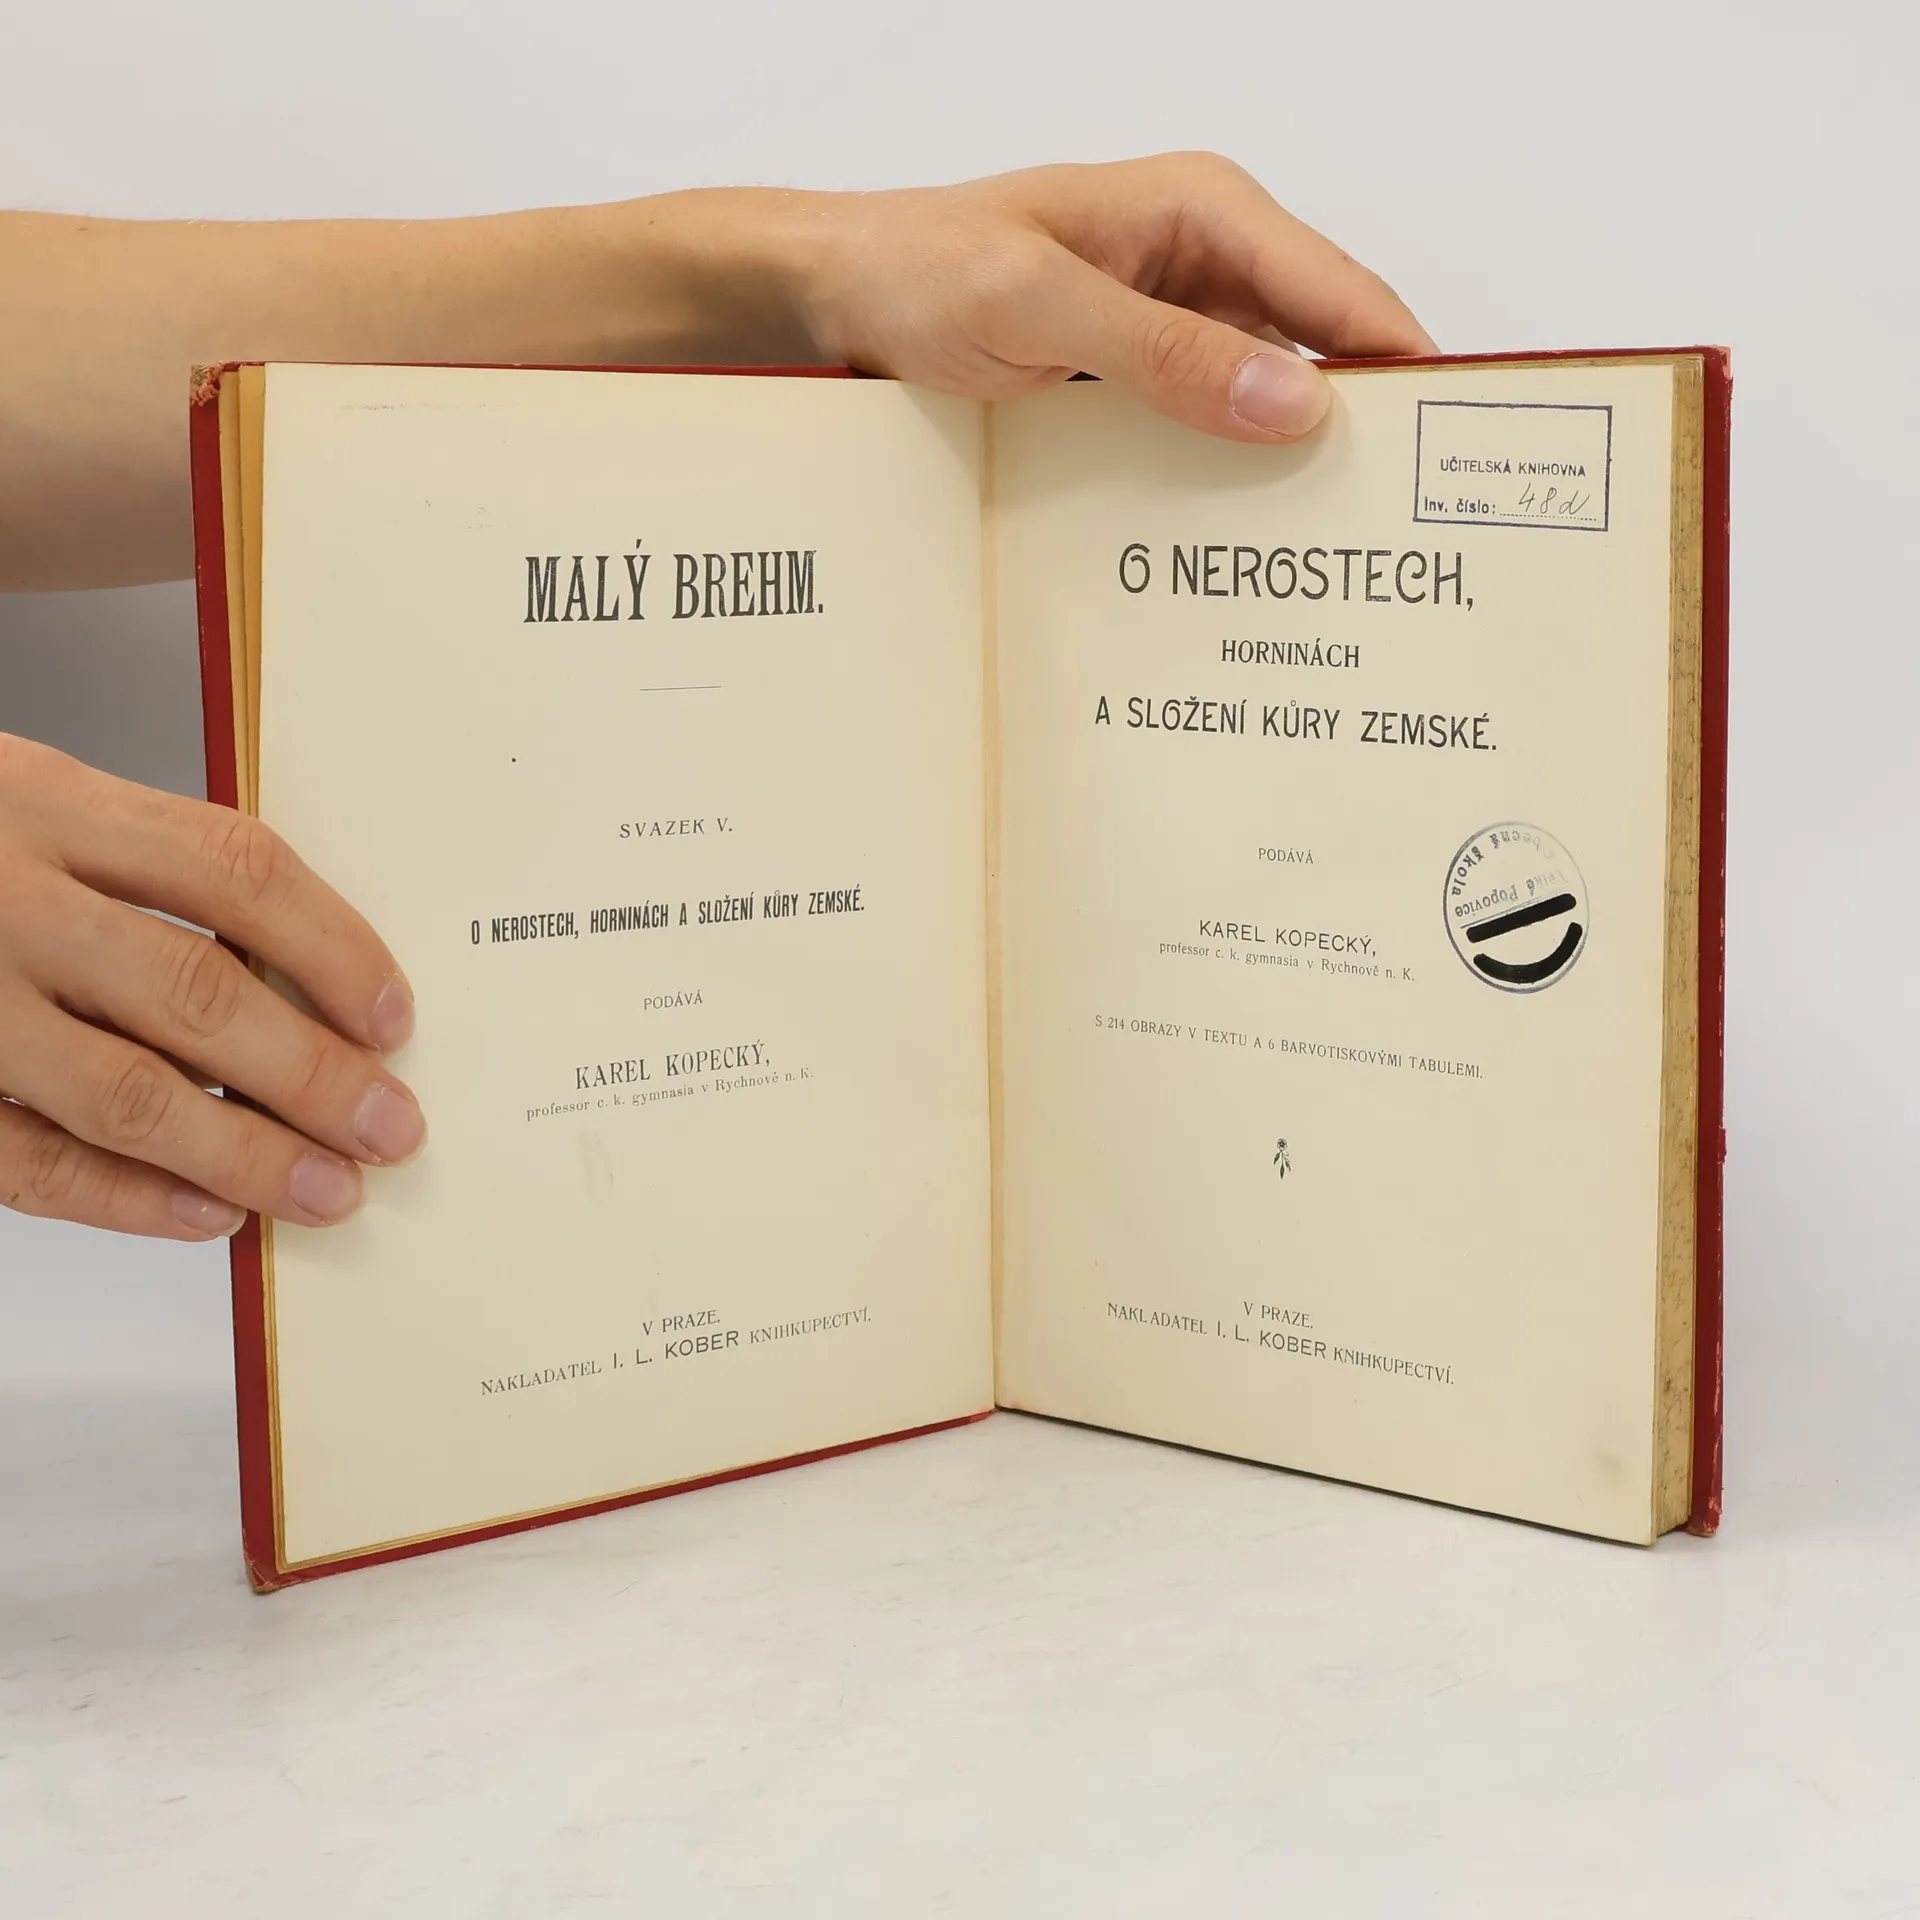 MALÝ BREHM.
SVAZEK V.
O NEROSTECH, HORNINÁCH A SLOŽENÍ KŮRY ZEMSKÉ.
PODÁVÁ
KAREL KOPECKÝ,
professor c. k. gymnasia v Rychnově n. K.
V PRAZE.
NAKLADATEL I. L. KOBER KNIHKUPECTVÍ.
UČITELSKÁ KNIHOVNA
Inv. číslo: 48d
O NEROSTECH,
HORNINÁCH
A SLOŽENÍ KŮRY ZEMSKÉ.
PODÁVÁ
KAREL KOPECKÝ,
professor c. k. gymnasia v Rychnově n. K.
S 214 OBRAZY V TEXTU A 6 BARVOTISKOVÝMI TABULEMI.
V PRAZE.
NAKLADATEL I. L. KOBER KNIHKUPECTVÍ.
škola
Popovice